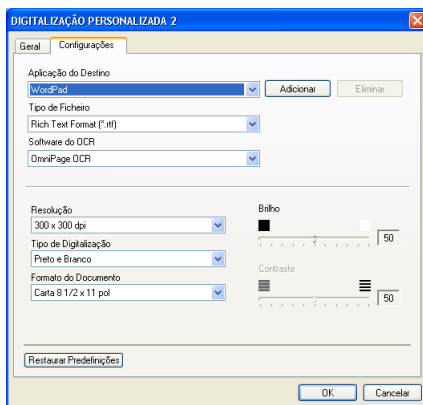 DIGITALIZAÇÃO PERSONALIZADA 2
Geral Configurações
Aplicação do Destino
WordPad Adicionar Eliminar
Tipo de Ficheiro
Rich Text Format (*.rtf)
Software do OCR
OmniPage OCR
Resolução Brilho
300 x 300 dpi 50
Tipo de Digitalização
Preto e Branco Contraste
Formato do Documento
Carta 8 1/2 x 11 pol 50
Restaurar Predefinições
OK Cancelar